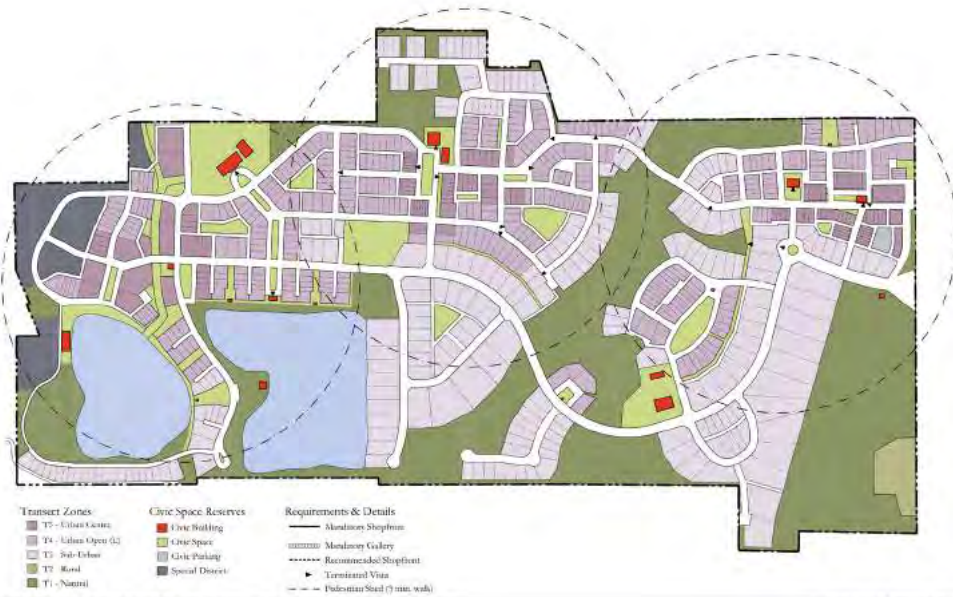 Transect Zones
T5 - Urban Center
T4 - Urban Open (L)
T3 - Sub-Urban
T2 - Rural
T1 - Natural
Civic Space Reserves
Civic Building
Civic Space
Civic Parking
Special District
Requirements & Details
Mandatory Shopfront
Mandatory Gallery
Recommended Shopfront
Terminated Vista
Pedestrian Shed (5 min. walk)